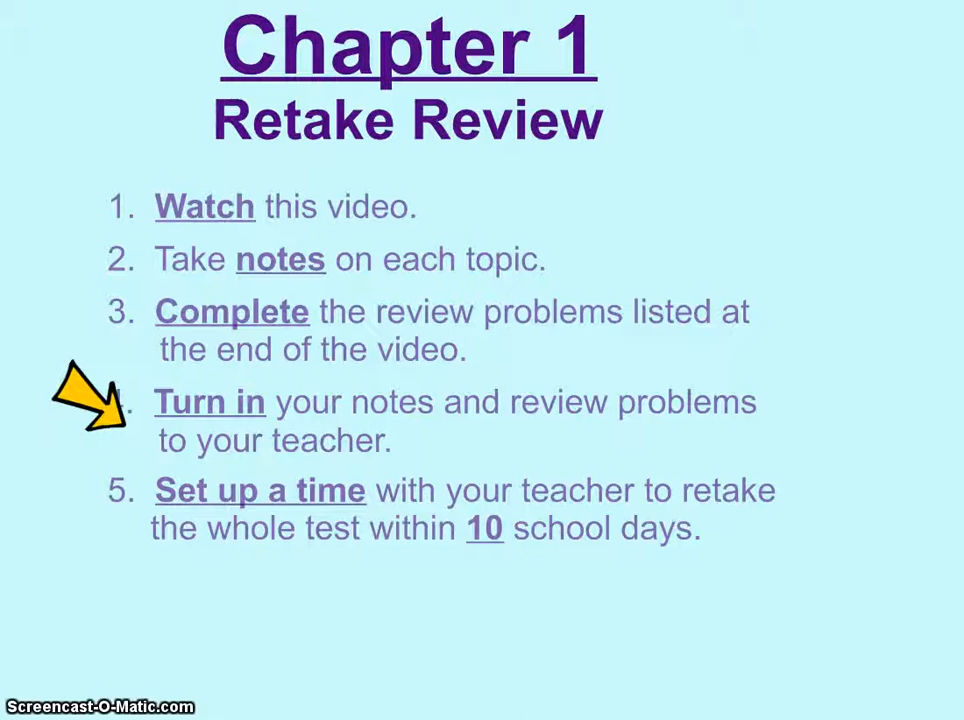 Chapter 1
Retake Review
1. Watch this video.
2. Take notes on each topic.
3. Complete the review problems listed at
the end of the video.
4. Turn in your notes and review problems
to your teacher.
5. Set up a time with your teacher to retake
the whole test within 10 school days.
Screencast-O-Matic.com